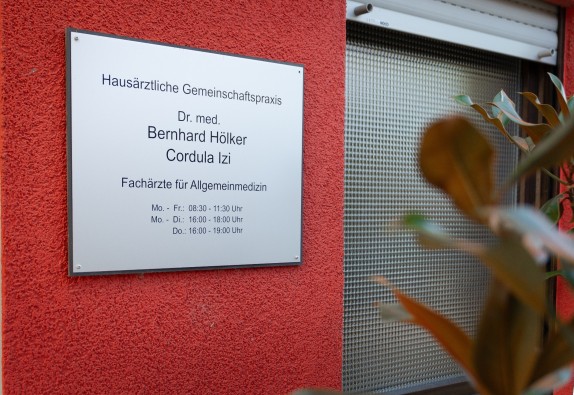 Hausärztliche Gemeinschaftspraxis
Dr. med.
Bernhard Hölker
Cordula Izi
Fachärzte für Allgemeinmedizin
Mo. - Fr.: 08:30 - 11:30 Uhr
Mo. - Di.: 16:00 - 18:00 Uhr
Do.: 16:00 - 19:00 Uhr